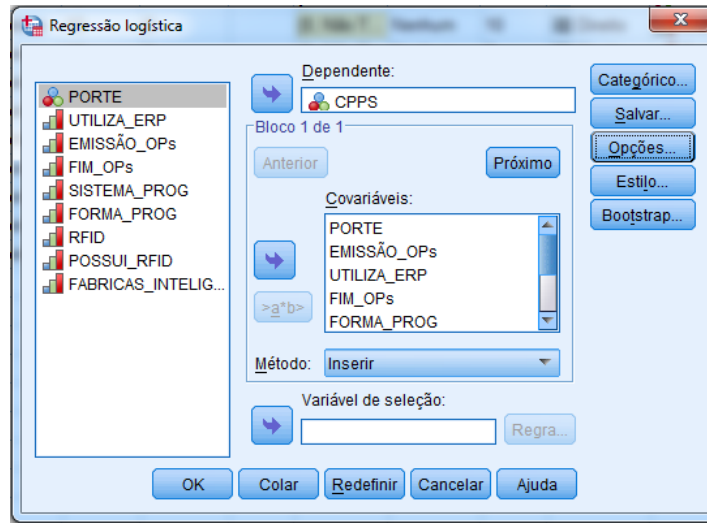 Regressão logística
PORTE
UTILIZA_ERP
EMISSÃO_OPs
FIM_OPs
SISTEMA_PROG
FORMA_PROG
RFID
POSSUI_RFID
FABRICAS_INTELIG...
Dependente:
CPPS
Bloco 1 de 1
Anterior
Próximo
Covariáveis:
PORTE
EMISSÃO_OPs
UTILIZA_ERP
FIM_OPs
FORMA_PROG
>a*b>
Método:
Inserir
Variável de seleção:
Regra...
Categórico...
Salvar...
Opções...
Estilo...
Bootstrap...
OK
Colar
Redefinir
Cancelar
Ajuda